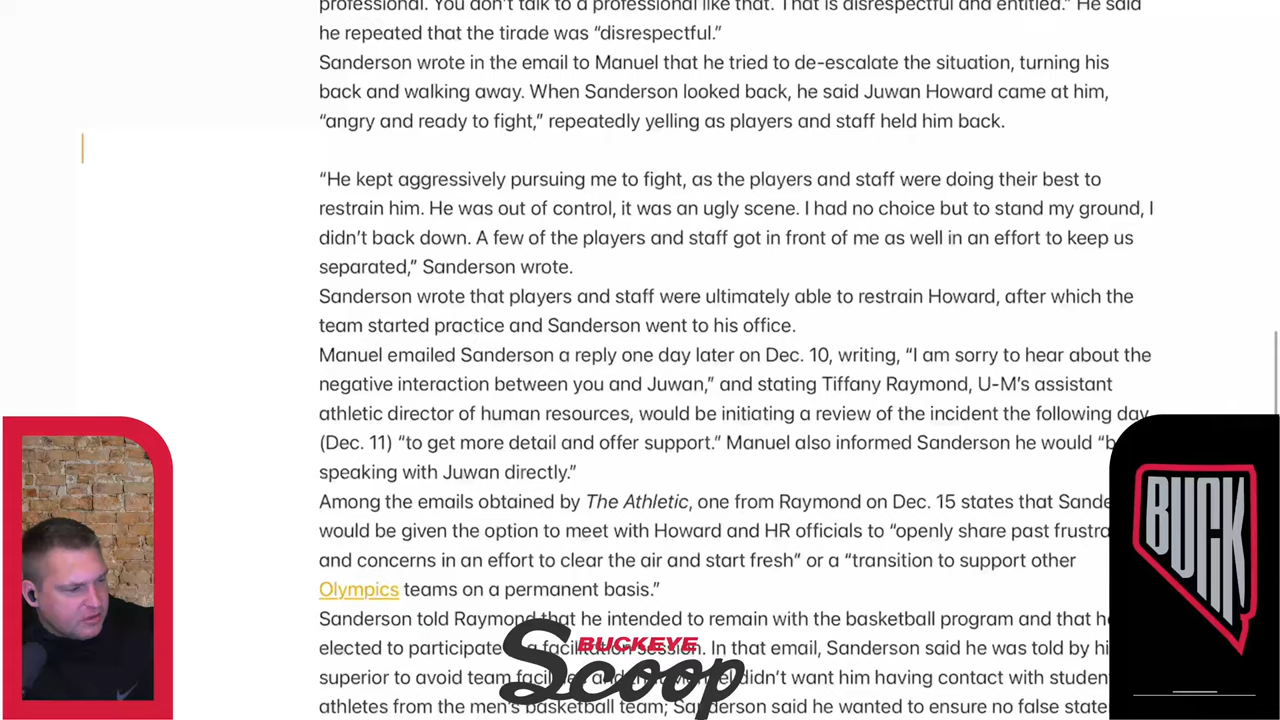 professional. You don't talk to a professional like that. That is disrespectful and entitled.” He said
he repeated that the tirade was “disrespectful.”
Sanderson wrote in the email to Manuel that he tried to de-escalate the situation, turning his
back and walking away. When Sanderson looked back, he said Juwan Howard came at him,
“angry and ready to fight,” repeatedly yelling as players and staff held him back.
“He kept aggressively pursuing me to fight, as the players and staff were doing their best to
restrain him. He was out of control, it was an ugly scene. I had no choice but to stand my ground, I
didn't back down. A few of the players and staff got in front of me as well in an effort to keep us
separated,” Sanderson wrote.
Sanderson wrote that players and staff were ultimately able to restrain Howard, after which the
team started practice and Sanderson went to his office.
Manuel emailed Sanderson a reply one day later on Dec. 10, writing, “I am sorry to hear about the
negative interaction between you and Juwan,” and stating Tiffany Raymond, U-M's assistant
athletic director of human resources, would be initiating a review of the incident the following day
(Dec. 11) “to get more detail and offer support.” Manuel also informed Sanderson he would “b
speaking with Juwan directly.”
Among the emails obtained by The Athletic, one from Raymond on Dec. 15 states that Sande
would be given the option to meet with Howard and HR officials to “openly share past frustra
and concerns in an effort to clear the air and start fresh” or a “transition to support other
Olympics teams on a permanent basis.”
Sanderson told Raymond that he intended to remain with the basketball program and that h
elected to participate facilitation session. In that email, Sanderson said he was told by hi
superior to avoid team didn't want him having contact with student
athletes from the men's basketball team; Sanderson said he wanted to ensure no false state
BUCKEYE
Scoop
BUCK